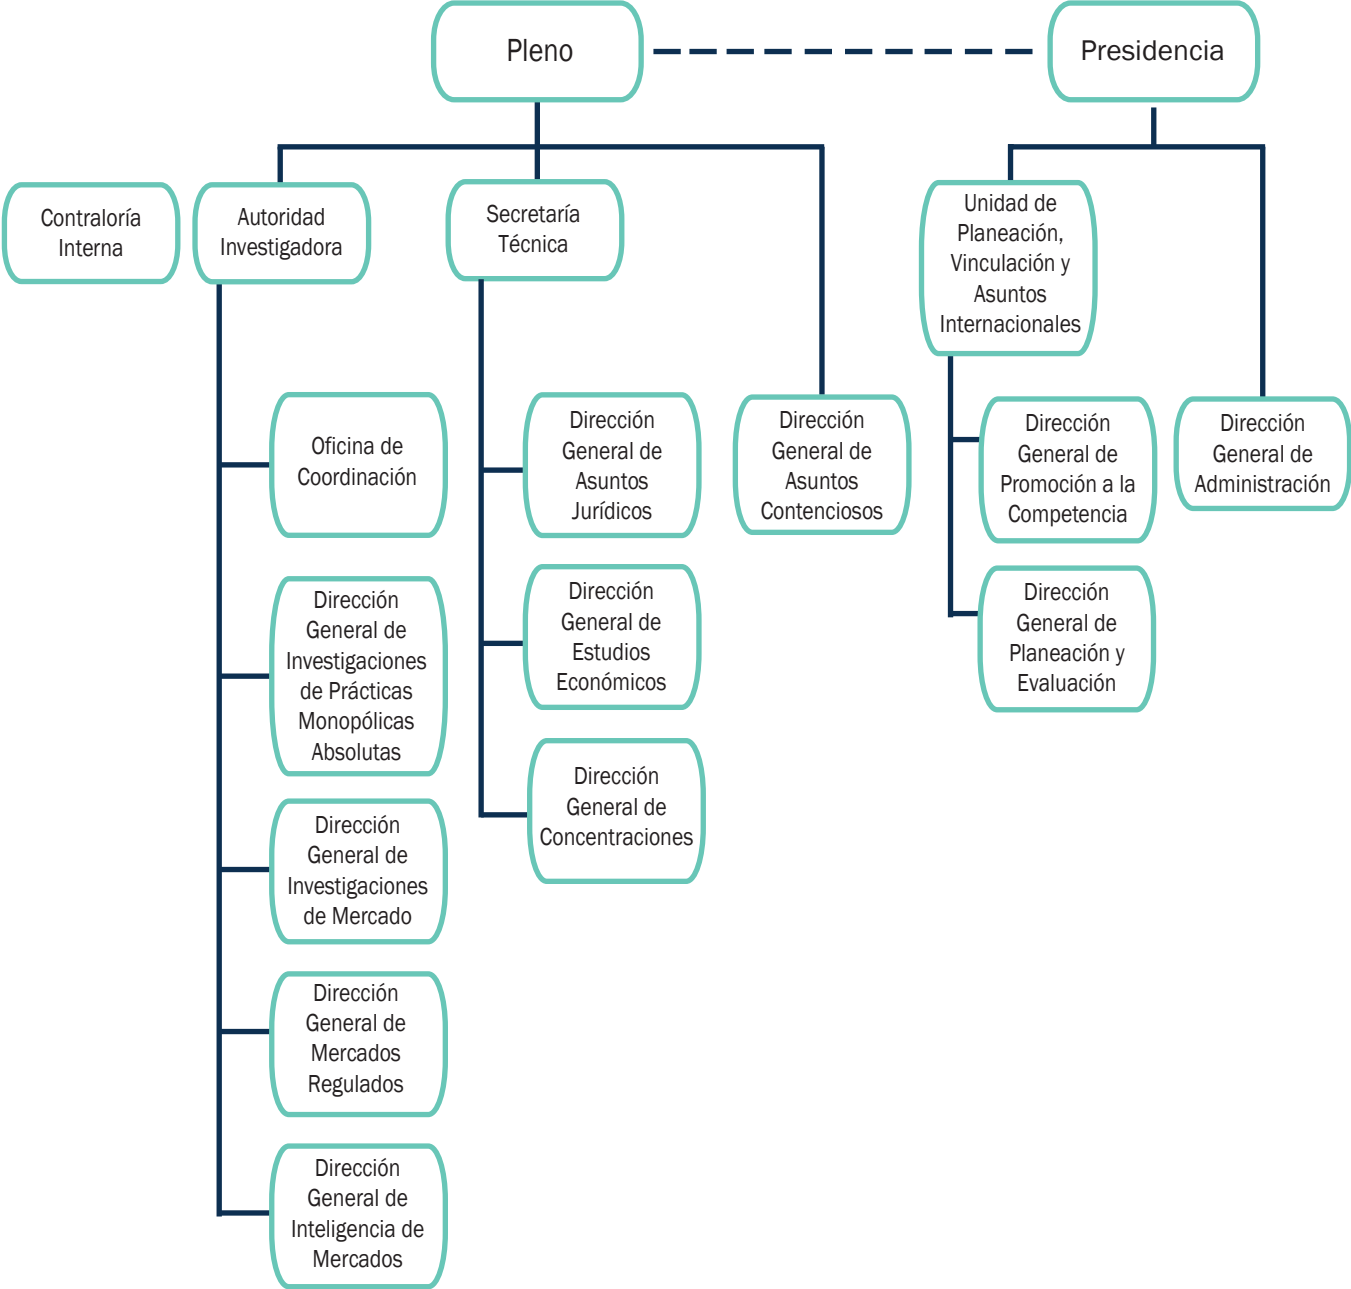 Pleno
Presidencia
Contraloría
Interna
Autoridad
Investigadora
Secretaría
Técnica
Unidad de
Planeación,
Vinculación y
Asuntos
Internacionales
Oficina de
Coordinación
Dirección
General de
Asuntos
Jurídicos
Dirección
General de
Asuntos
Contenciosos
Dirección
General de
Promoción a la
Competencia
Dirección
General de
Administración
Dirección
General de
Investigaciones
de Prácticas
Monopólicas
Absolutas
Dirección
General de
Estudios
Económicos
Dirección
General de
Planeación y
Evaluación
Dirección
General de
Investigaciones
de Mercado
Dirección
General de
Concentraciones
Dirección
General de
Mercados
Regulados
Dirección
General de
Inteligencia de
Mercados